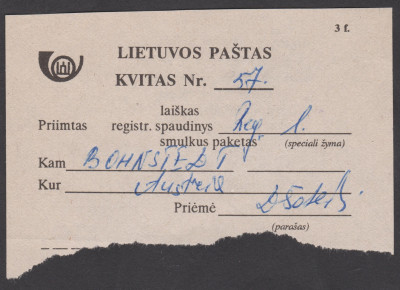 3 f.
LIETUVOS PAŠTAS
KVITAS Nr. 57.
laiškas
Priimtas registr. spaudinys Reg. l.
smulkus paketas (speciali žyma)
Kam BOHNSTEDT
Kur Austrija
Priėmė
(parašas)